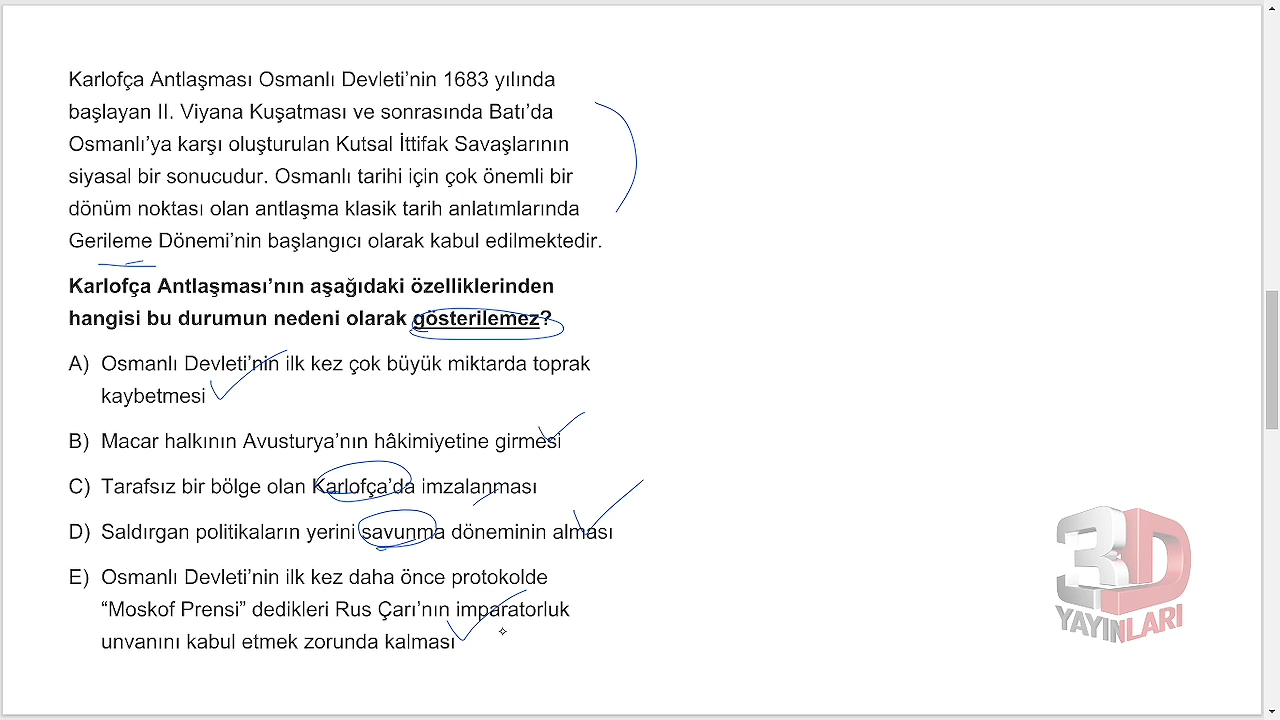 Karlofça Antlaşması Osmanlı Devleti’nin 1683 yılında
başlayan II. Viyana Kuşatması ve sonrasında Batı’da
Osmanlı’ya karşı oluşturulan Kutsal İttifak Savaşlarının
siyasal bir sonucudur. Osmanlı tarihi için çok önemli bir
dönüm noktası olan antlaşma klasik tarih anlatımlarında
Gerileme Dönemi’nin başlangıcı olarak kabul edilmektedir.
Karlofça Antlaşması’nın aşağıdaki özelliklerinden
hangisi bu durumun nedeni olarak gösterilemez?
A) Osmanlı Devleti’nin ilk kez çok büyük miktarda toprak
kaybetmesi
B) Macar halkının Avusturya’nın hâkimiyetine girmesi
C) Tarafsız bir bölge olan Karlofça’da imzalanması
D) Saldırgan politikaların yerini savunma döneminin alması
E) Osmanlı Devleti’nin ilk kez daha önce protokolde
“Moskof Prensi” dedikleri Rus Çarı’nın imparatorluk
unvanını kabul etmek zorunda kalması
3D
YAYINLARI